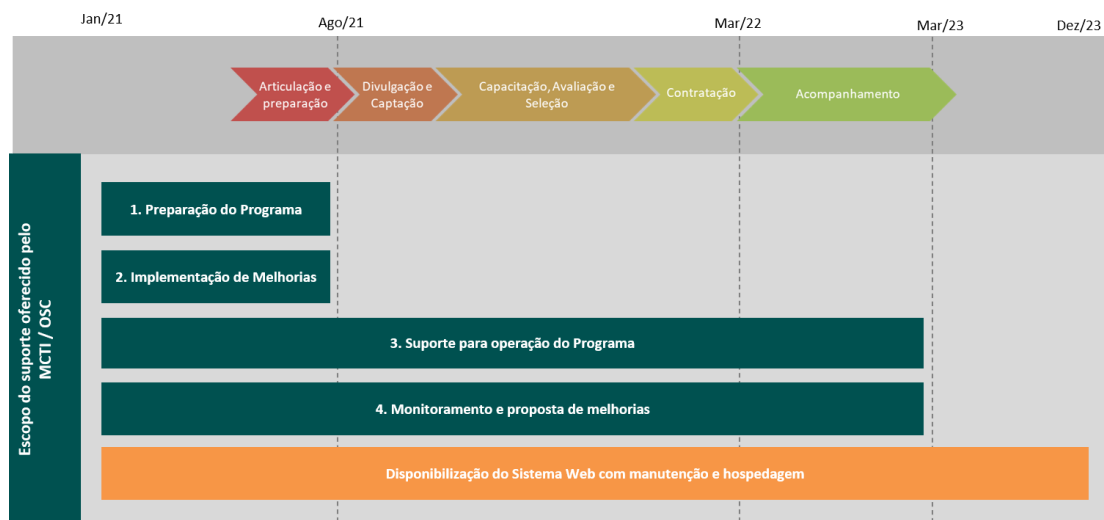 Jan/21
Ago/21
Mar/22
Mar/23
Dez/23
Articulação e
preparação
Divulgação e
Captação
Capacitação, Avaliação e
Seleção
Contratação
Acompanhamento
Escopo do suporte oferecido pelo
MCTI / OSC
1. Preparação do Programa
2. Implementação de Melhorias
3. Suporte para operação do Programa
4. Monitoramento e proposta de melhorias
Disponibilização do Sistema Web com manutenção e hospedagem